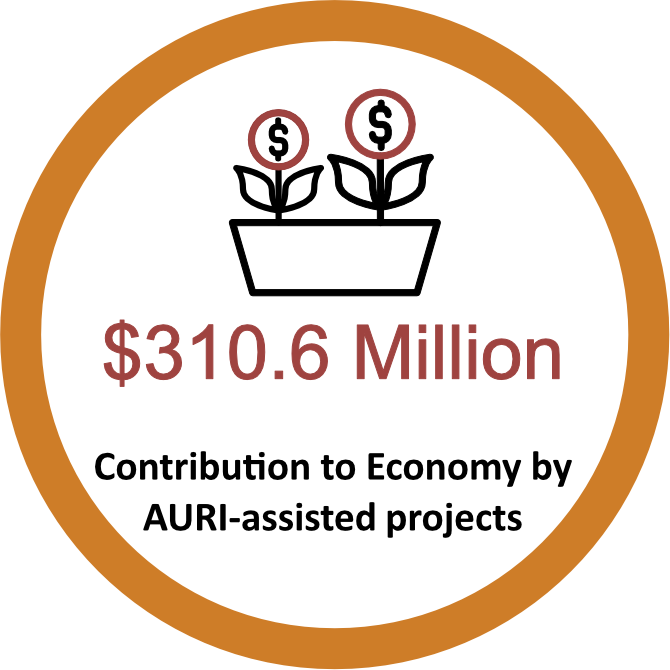 $ $
$310.6 Million
Contribution to Economy by
AURI-assisted projects